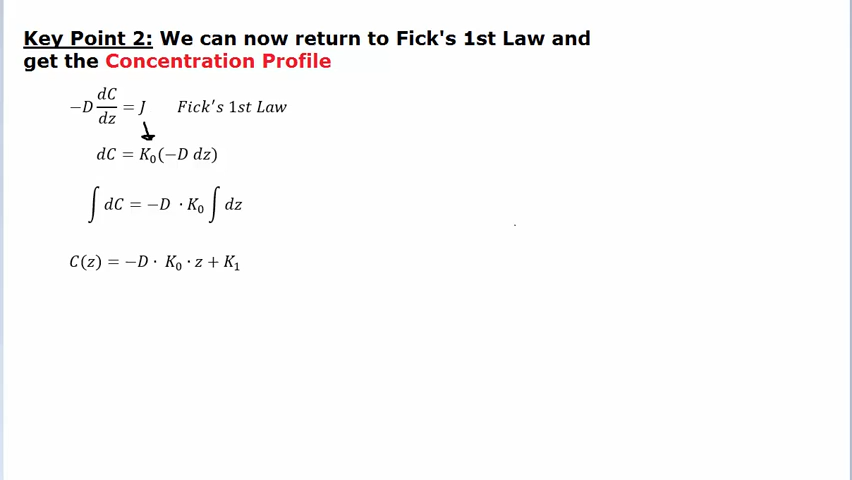 Key Point 2: We can now return to Fick's 1st Law and
get the Concentration Profile
−D dC/dz = J Fick's 1st Law
dC = K₀(−D dz)
∫ dC = −D · K₀ ∫ dz
C(z) = −D · K₀ · z + K₁